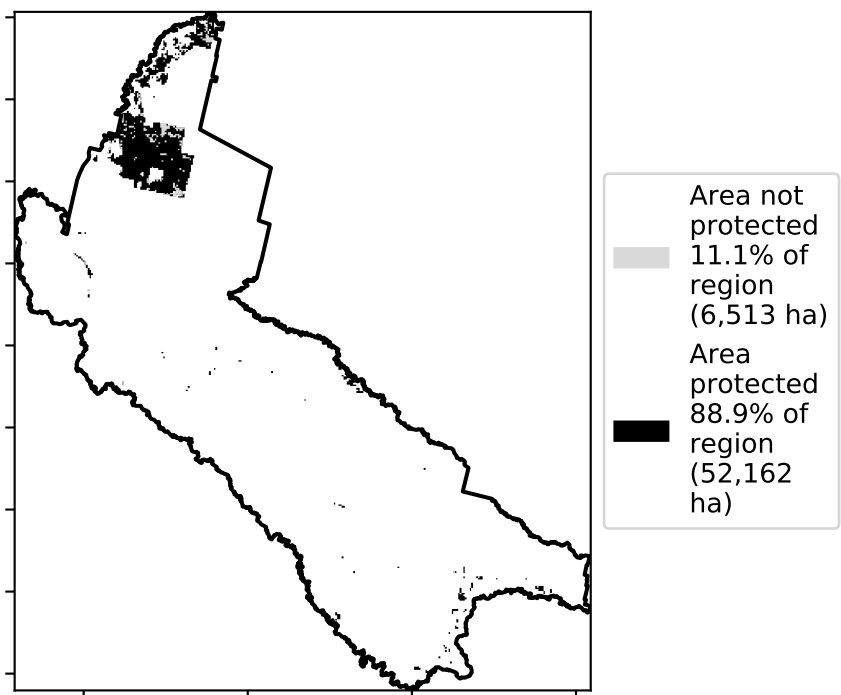 Area not
protected
11.1% of
region
(6,513 ha)
Area
protected
88.9% of
region
(52,162
ha)